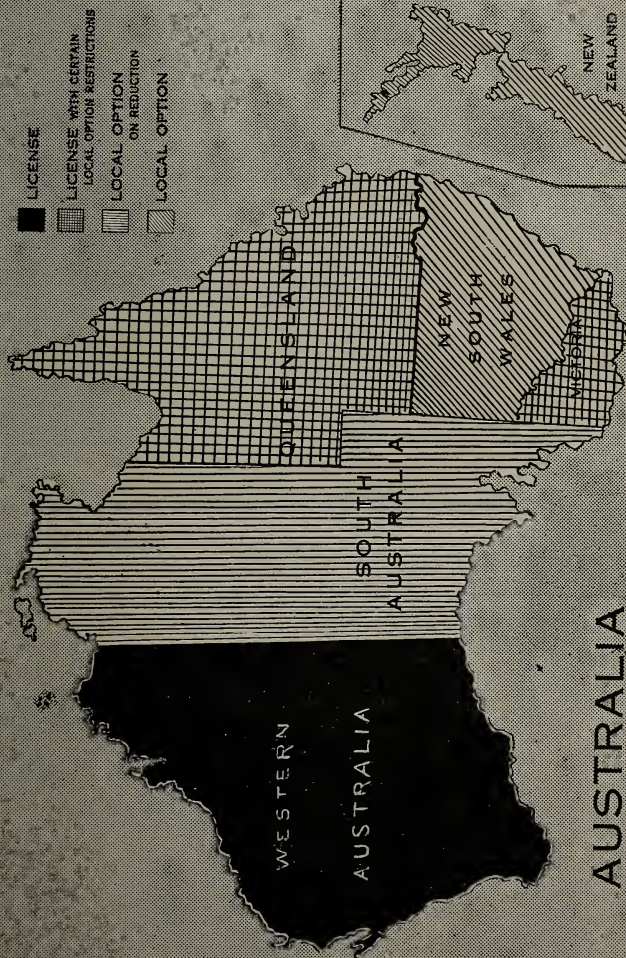 LICENSE
LICENSE WITH CERTAIN
LOCAL OPTION RESTRICTIONS
LOCAL OPTION
ON REDUCTION
LOCAL OPTION
WESTERN
AUSTRALIA
SOUTH
AUSTRALIA
QUEENSLAND
NEW
SOUTH
WALES
VICTORIA
NEW
ZEALAND
AUSTRALIA